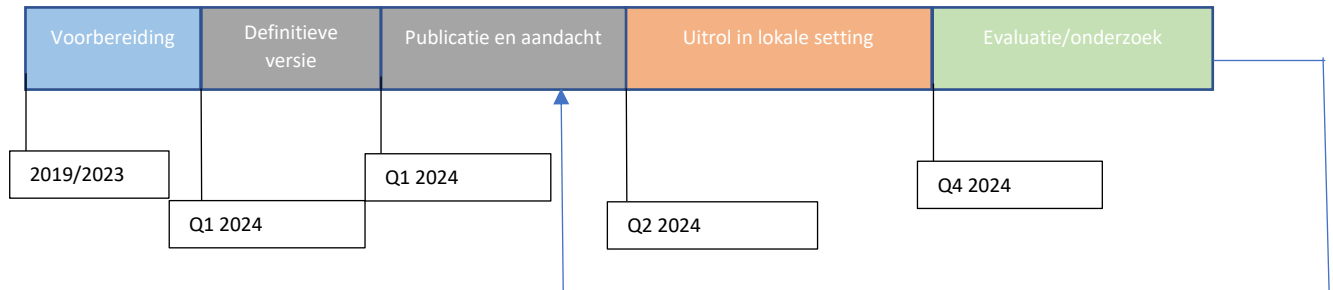 Voorbereiding
Definitieve
versie
Publicatie en aandacht
Uitrol in lokale setting
Evaluatie/onderzoek
2019/2023
Q1 2024
Q1 2024
Q2 2024
Q4 2024